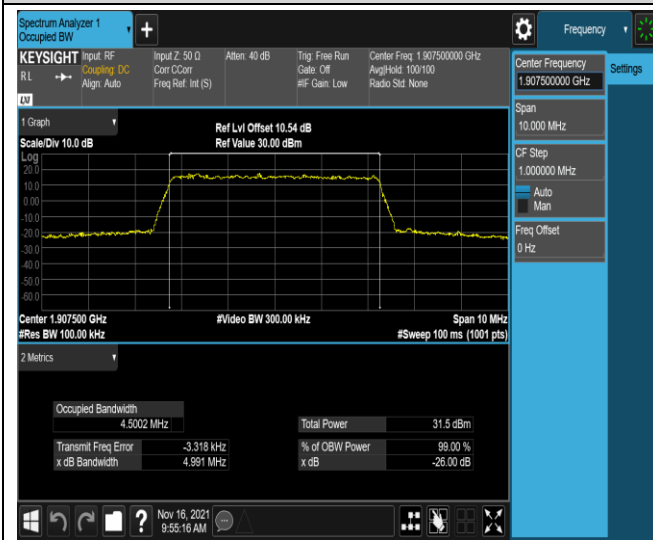 Spectrum Analyzer 1
Occupied BW
+
Frequency
KEYSIGHT
RL
LXI
Input: RF
Coupling: DC
Align: Auto
Input Z: 50 Ω
Corr CCorr
Freq Ref: Int (S)
Atten: 40 dB
Trig: Free Run
Gate: Off
#IF Gain: Low
Center Freq: 1.907500000 GHz
Avg|Hold: 100/100
Radio Std: None
Center Frequency
1.907500000 GHz
Settings
Span
10.000 MHz
CF Step
1.000000 MHz
Auto
Man
Freq Offset
0 Hz
1 Graph
Scale/Div 10.0 dB
Ref Lvl Offset 10.54 dB
Ref Value 30.00 dBm
Log
20.0
10.0
0.00
-10.0
-20.0
-30.0
-40.0
-50.0
-60.0
Center 1.907500 GHz
#Video BW 300.00 kHz
Span 10 MHz
#Res BW 100.00 kHz
#Sweep 100 ms (1001 pts)
2 Metrics
Occupied Bandwidth
4.5002 MHz
Total Power 31.5 dBm
Transmit Freq Error -3.318 kHz
% of OBW Power 99.00 %
x dB Bandwidth 4.991 MHz
x dB -26.00 dB
?
Nov 16, 2021
9:55:16 AM